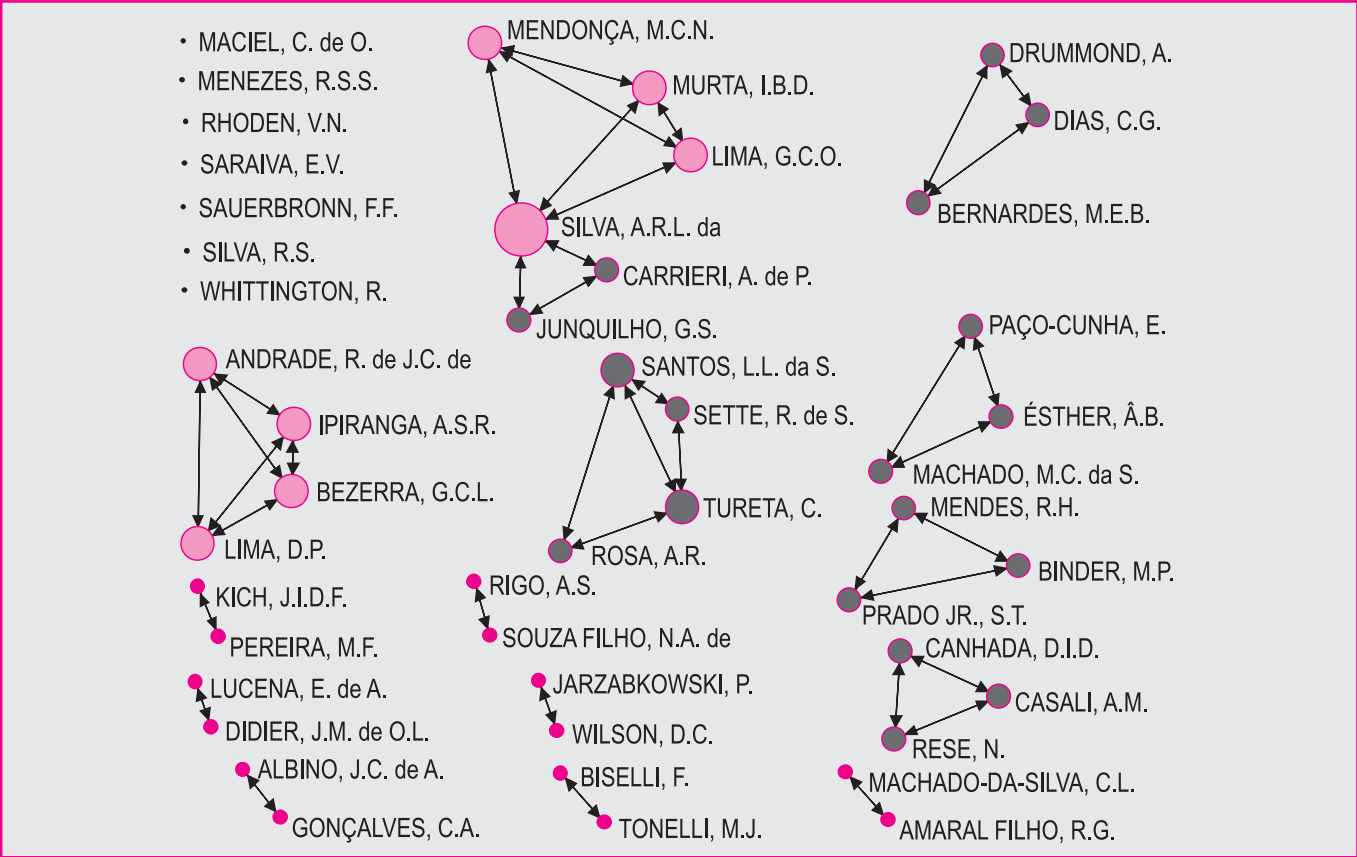 • MACIEL, C. de O.
• MENEZES, R.S.S.
• RHODEN, V.N.
• SARAIVA, E.V.
• SAUERBRONN, F.F.
• SILVA, R.S.
• WHITTINGTON, R.
MENDONÇA, M.C.N.
MURTA, I.B.D.
LIMA, G.C.O.
SILVA, A.R.L. da
CARRIERI, A. de P.
JUNQUILHO, G.S.
DRUMMOND, A.
DIAS, C.G.
BERNARDES, M.E.B.
ANDRADE, R. de J.C. de
IPIRANGA, A.S.R.
BEZERRA, G.C.L.
LIMA, D.P.
SANTOS, L.L. da S.
SETTE, R. de S.
TURETA, C.
ROSA, A.R.
PAÇO-CUNHA, E.
ÉSTHER, Â.B.
MACHADO, M.C. da S.
MENDES, R.H.
BINDER, M.P.
PRADO JR., S.T.
KICH, J.I.D.F.
PEREIRA, M.F.
RIGO, A.S.
SOUZA FILHO, N.A. de
CANHADA, D.I.D.
CASALI, A.M.
RESE, N.
LUCENA, E. de A.
DIDIER, J.M. de O.L.
JARZABKOWSKI, P.
WILSON, D.C.
ALBINO, J.C. de A.
GONÇALVES, C.A.
BISELLI, F.
TONELLI, M.J.
MACHADO-DA-SILVA, C.L.
AMARAL FILHO, R.G.